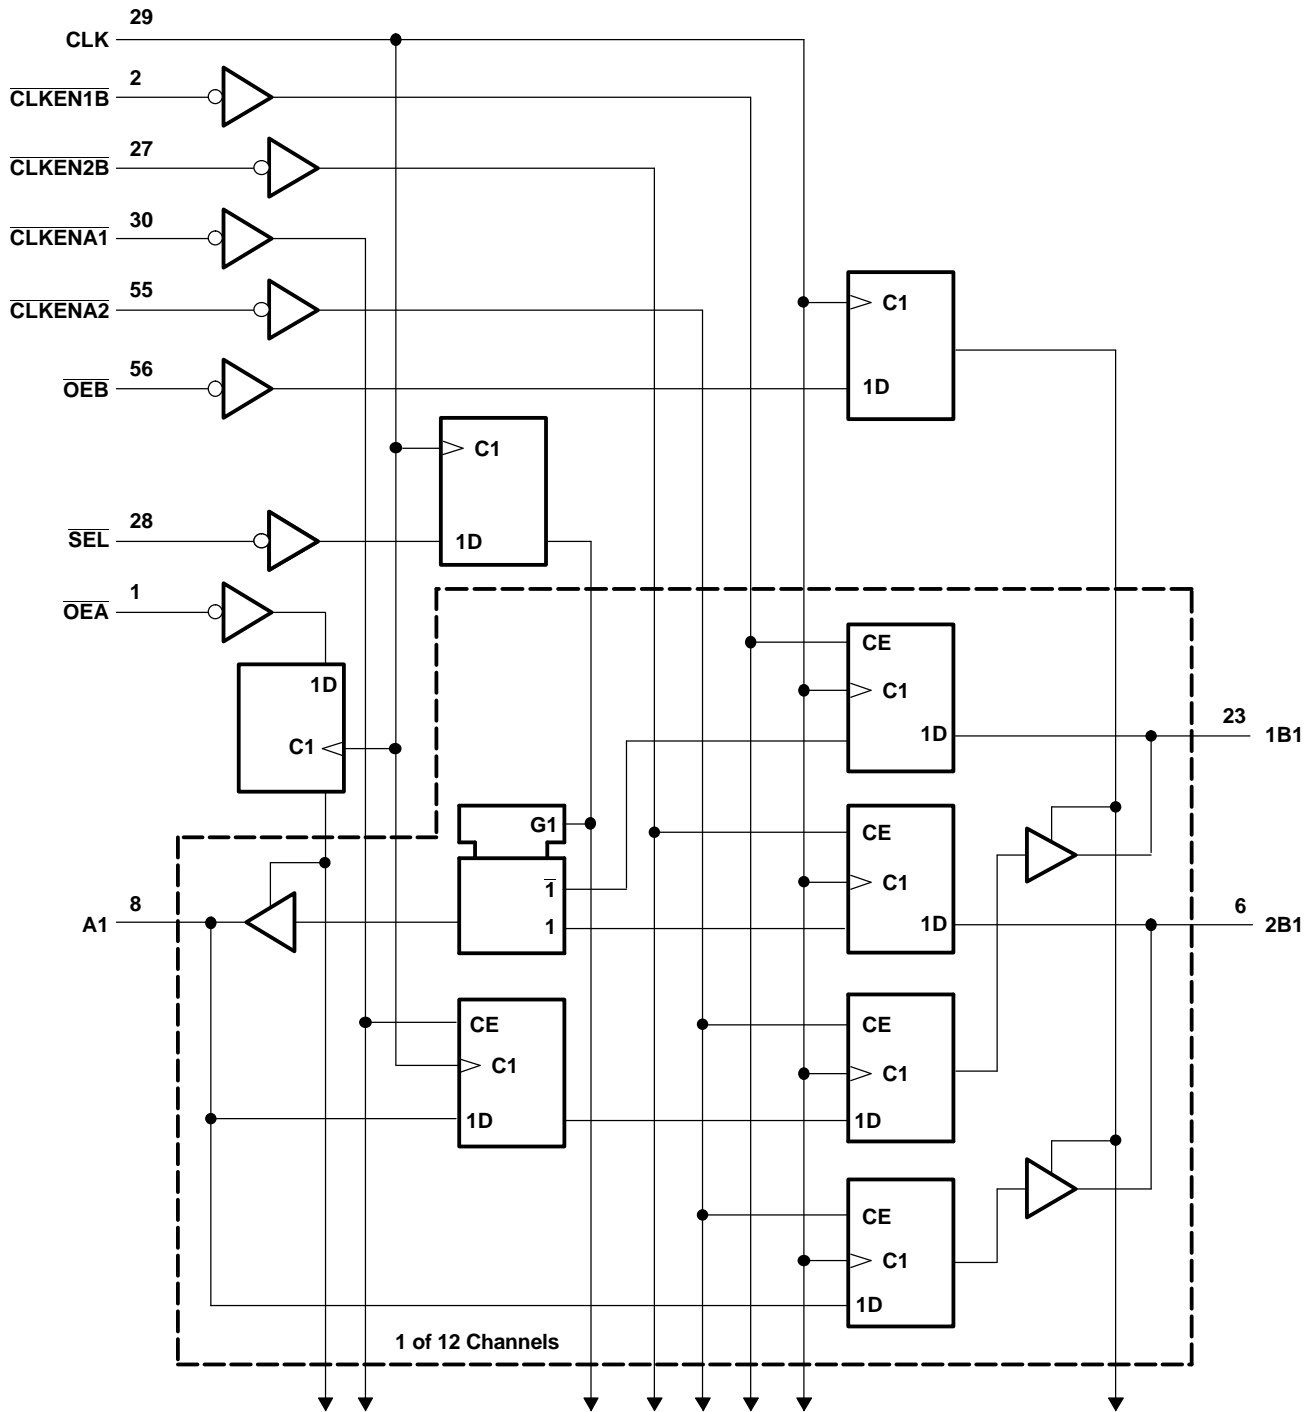 29
CLK
2
CLKEN1B
27
CLKEN2B
30
CLKENA1
55
CLKENA2
C1
56
OEB
1D
C1
28
SEL
1D
1
OEA
CE
1D
C1
C1
23
1D
1B1
G1
CE
1
C1
8
6
A1
1
1D
2B1
CE
CE
C1
C1
1D
1D
CE
C1
1D
1 of 12 Channels